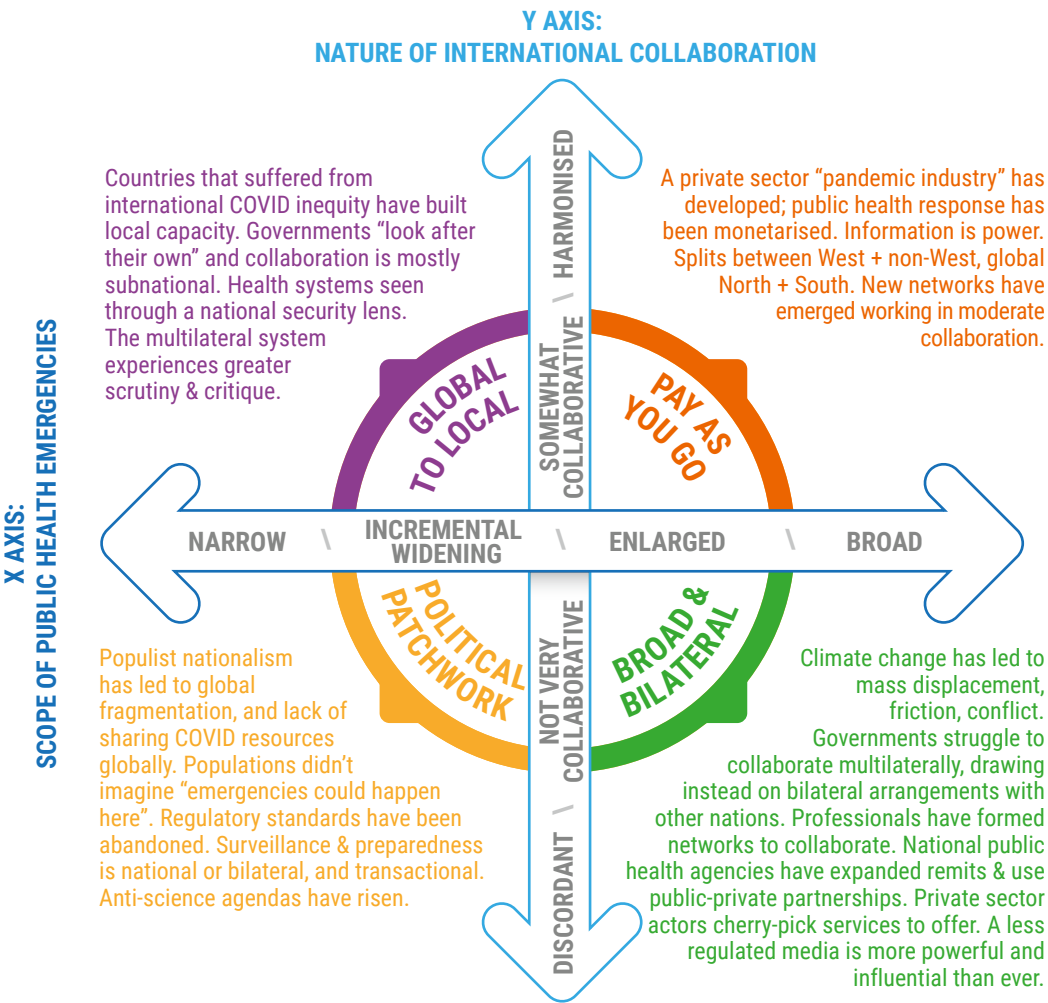 Y AXIS:
NATURE OF INTERNATIONAL COLLABORATION
Countries that suffered from
international COVID inequity have built
local capacity. Governments “look after
their own” and collaboration is mostly
subnational. Health systems seen
through a national security lens.
The multilateral system
experiences greater
scrutiny & critique.
A private sector “pandemic industry” has
developed; public health response has
been monetarised. Information is power.
Splits between West + non-West, global
North + South. New networks have
emerged working in moderate
collaboration.
HARMONISED
\
SOMEWHAT
COLLABORATIVE
GLOBAL
TO LOCAL
PAY AS
YOU GO
X AXIS:
SCOPE OF PUBLIC HEALTH EMERGENCIES
NARROW \ INCREMENTAL
WIDENING \ ENLARGED \ BROAD
POLITICAL
PATCHWORK
BROAD &
BILATERAL
NOT VERY
COLLABORATIVE
\
DISCORDANT
Populist nationalism
has led to global
fragmentation, and lack of
sharing COVID resources
globally. Populations didn’t
imagine “emergencies could happen
here”. Regulatory standards have been
abandoned. Surveillance & preparedness
is national or bilateral, and transactional.
Anti-science agendas have risen.
Climate change has led to
mass displacement,
friction, conflict.
Governments struggle to
collaborate multilaterally, drawing
instead on bilateral arrangements with
other nations. Professionals have formed
networks to collaborate. National public
health agencies have expanded remits & use
public-private partnerships. Private sector
actors cherry-pick services to offer. A less
regulated media is more powerful and
influential than ever.